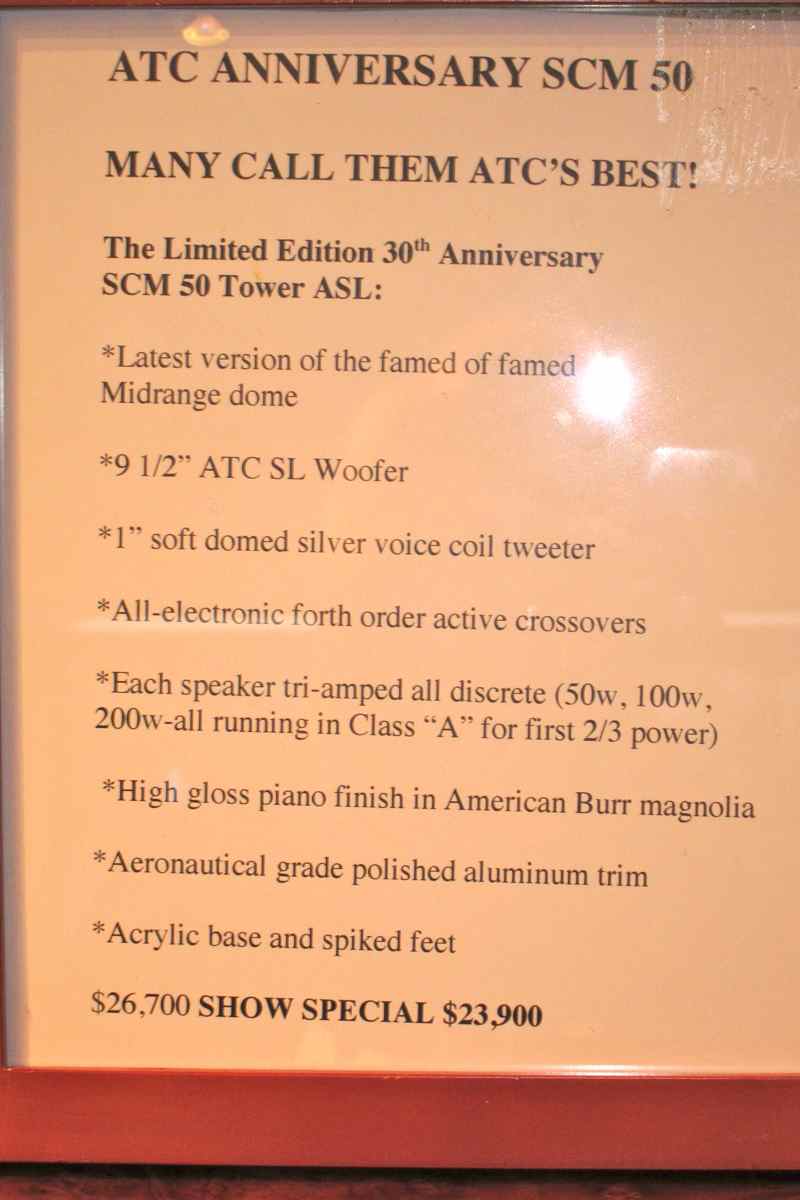 ATC ANNIVERSARY SCM 50
MANY CALL THEM ATC'S BEST!
The Limited Edition 30th Anniversary
SCM 50 Tower ASL:
*Latest version of the famed of famed
Midrange dome
*9 1/2” ATC SL Woofer
*1” soft domed silver voice coil tweeter
*All-electronic forth order active crossovers
*Each speaker tri-amped all discrete (50w, 100w,
200w-all running in Class “A” for first 2/3 power)
*High gloss piano finish in American Burr magnolia
*Aeronautical grade polished aluminum trim
*Acrylic base and spiked feet
$26,700 SHOW SPECIAL $23,900